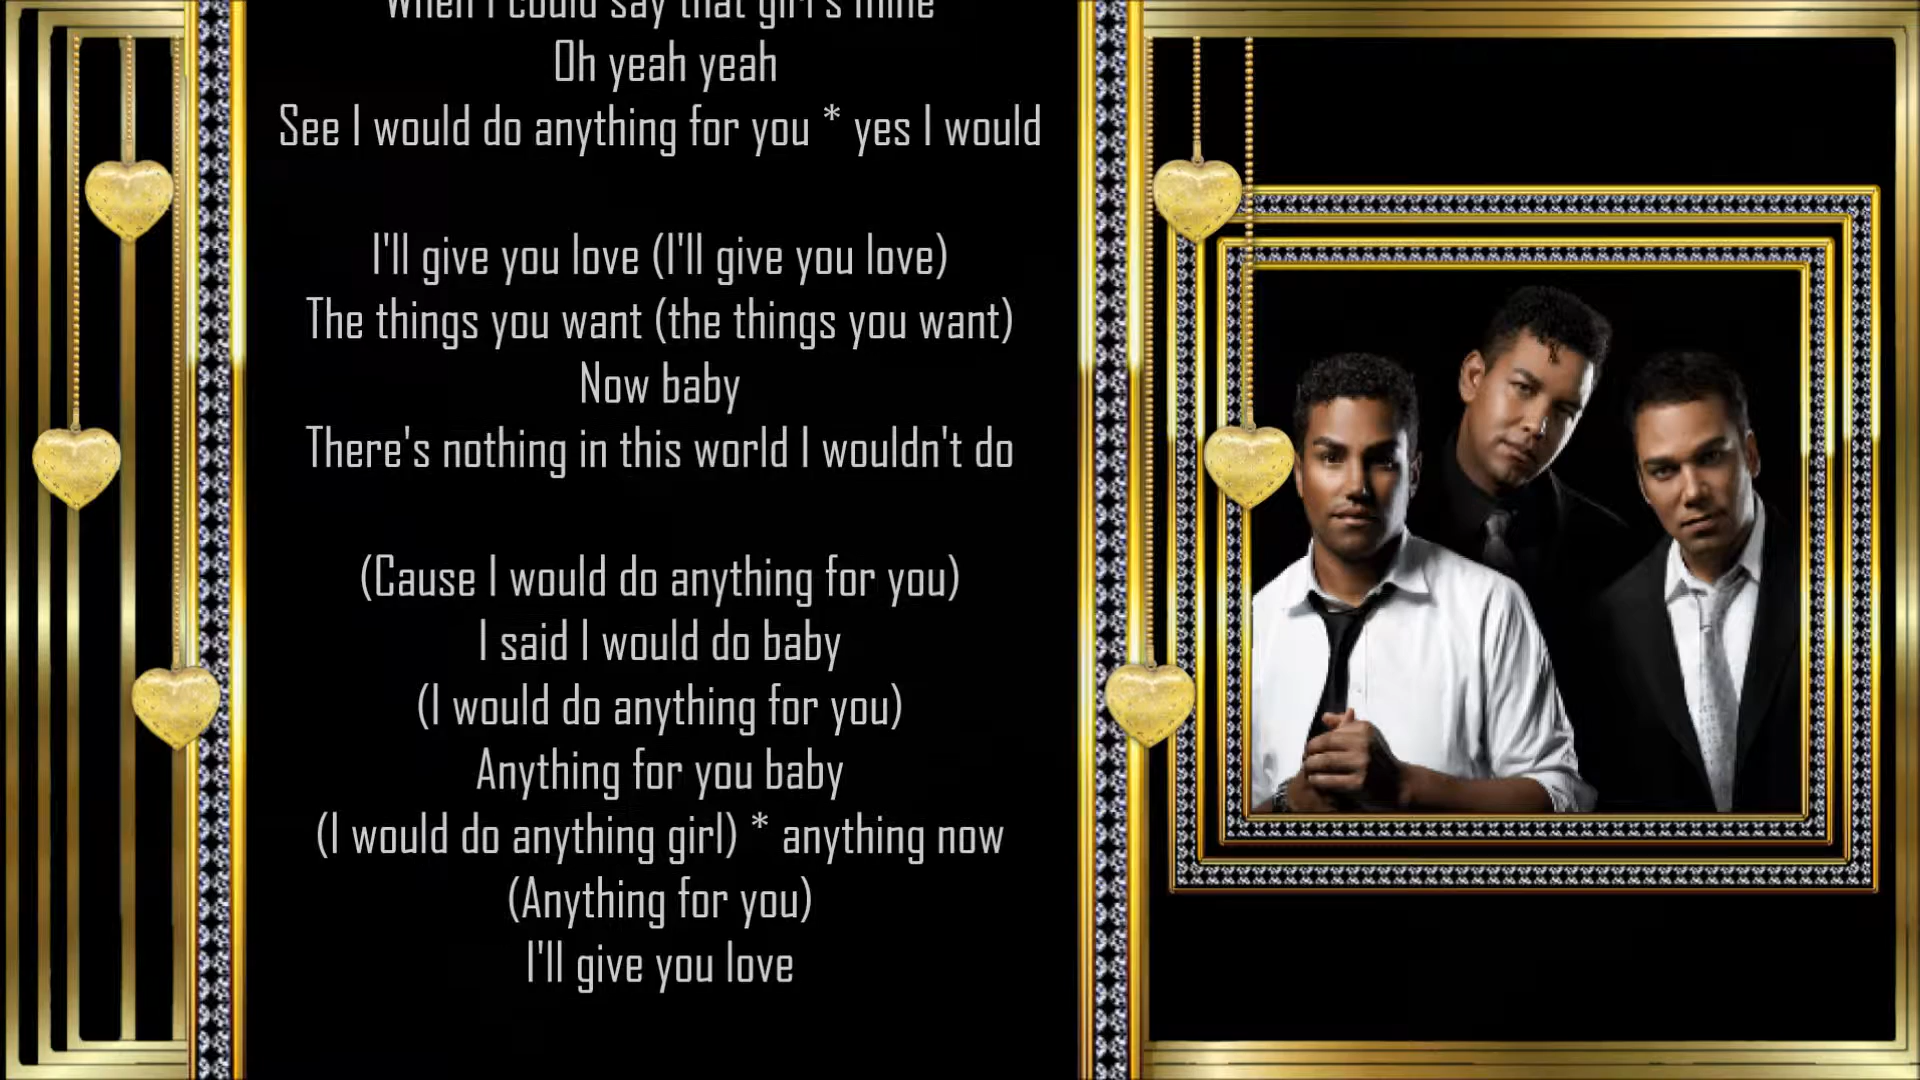 When I could say that girl's mine
Oh yeah yeah
See I would do anything for you * yes I would
I'll give you love (I'll give you love)
The things you want (the things you want)
Now baby
There's nothing in this world I wouldn't do
(Cause I would do anything for you)
I said I would do baby
(I would do anything for you)
Anything for you baby
(I would do anything girl) * anything now
(Anything for you)
I'll give you love